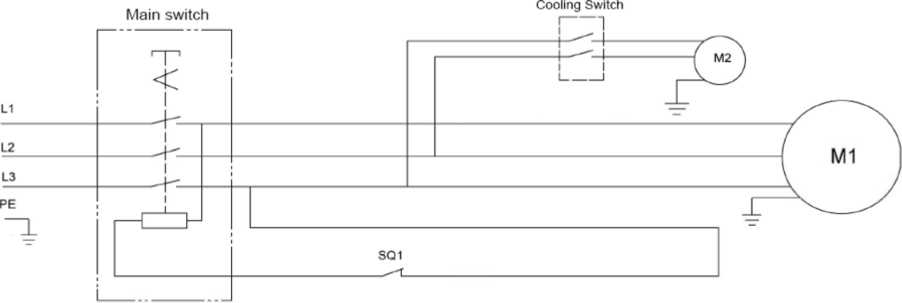 Cooling Switch
Main switch
M2
L1
L2
M1
L3
PE
SQ1